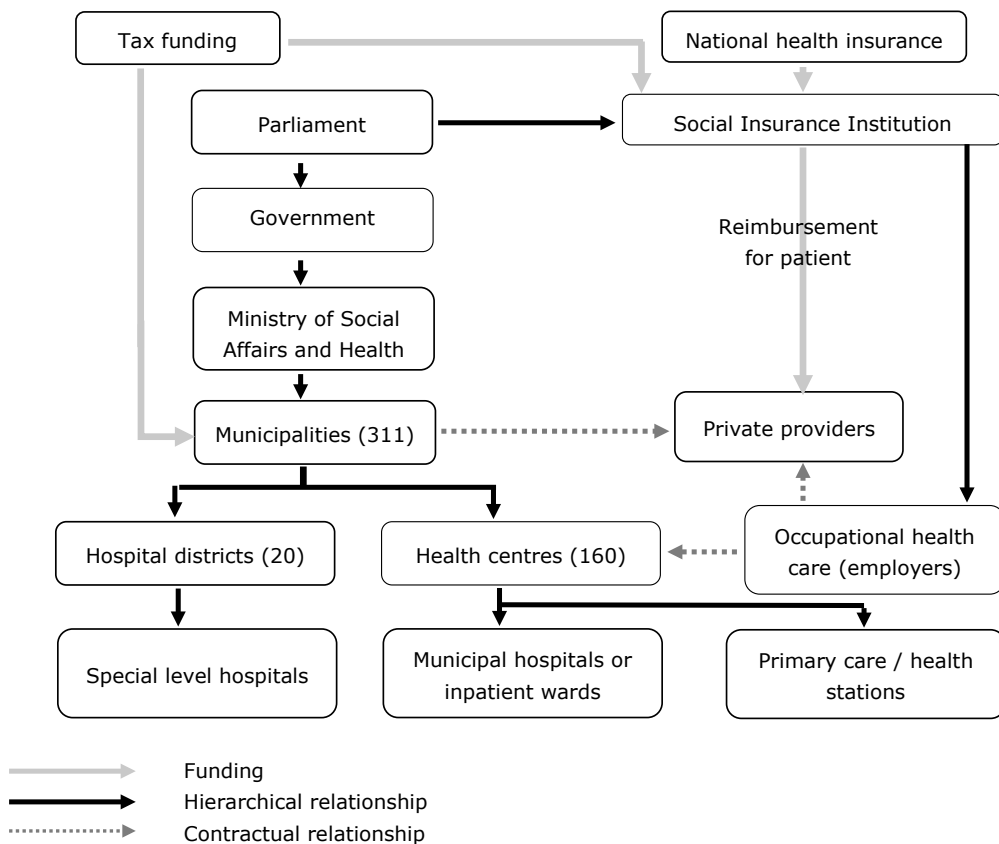 Tax funding
National health insurance
Parliament
Social Insurance Institution
Government
Reimbursement
for patient
Ministry of Social
Affairs and Health
Municipalities (311)
Private providers
Hospital districts (20)
Health centres (160)
Occupational health
care (employers)
Special level hospitals
Municipal hospitals or
inpatient wards
Primary care / health
stations
Funding
Hierarchical relationship
Contractual relationship